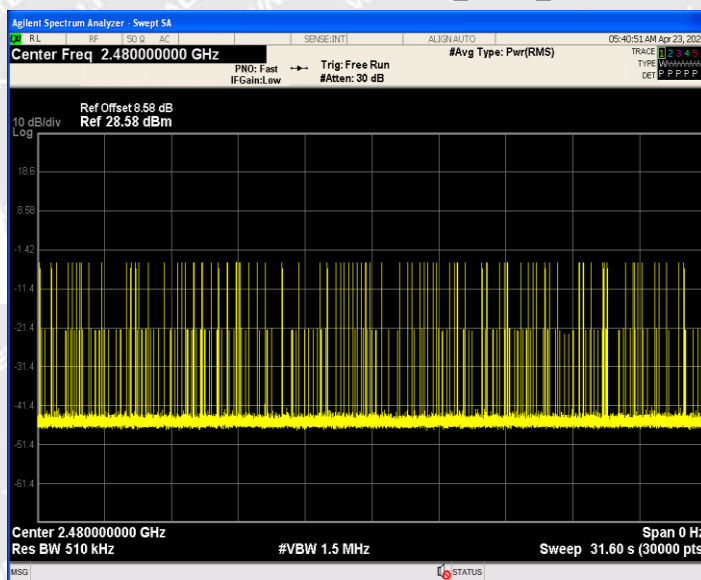 Agilent Spectrum Analyzer - Swept SA
RL RF 50 Ω AC SENSE:INT ALIGN AUTO 05:40:51 AM Apr 23, 202
Center Freq 2.480000000 GHz #Avg Type: Pwr(RMS) TRACE 1 2 3 4 5
PNO: Fast Trig: Free Run TYPE
IFGain:Low #Atten: 30 dB DET P P P P P
Ref Offset 8.58 dB
10 dB/div Ref 28.58 dBm
Log
18.6
8.58
-1.42
-11.4
-21.4
-31.4
-41.4
-51.4
-61.4
Center 2.480000000 GHz Span 0 Hz
Res BW 510 kHz #VBW 1.5 MHz Sweep 31.60 s (30000 pts
MSG STATUS